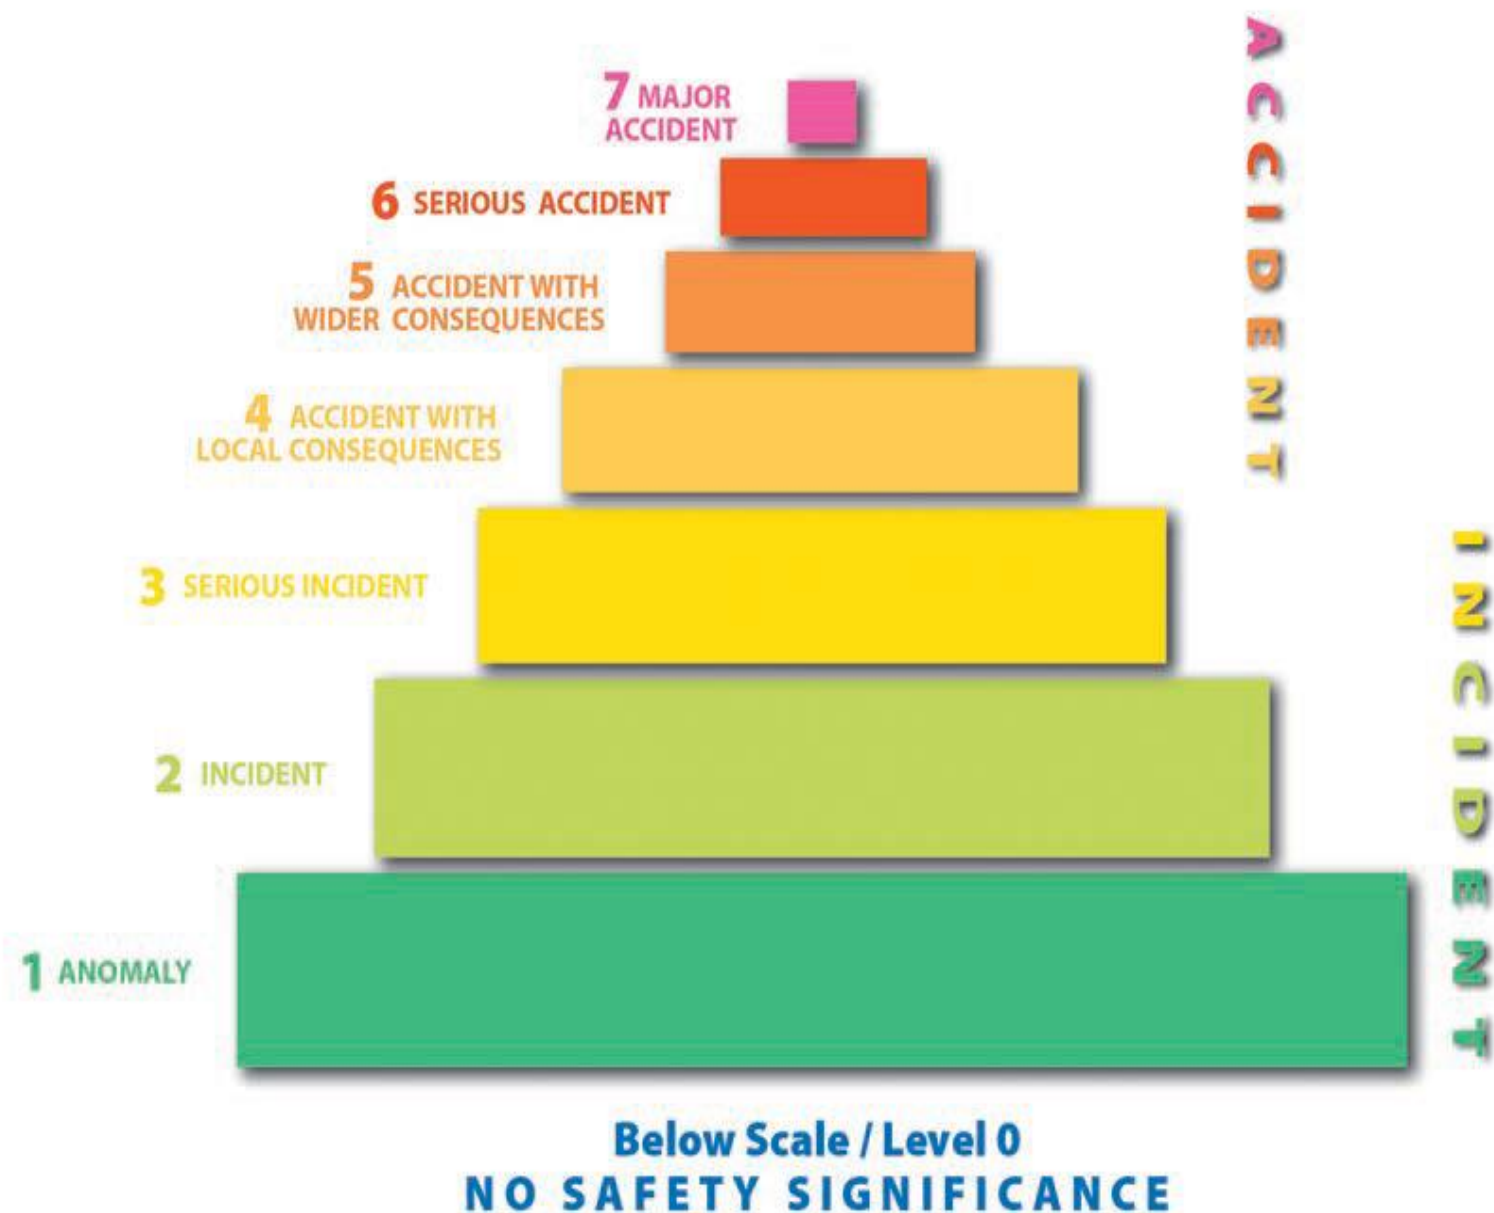 7 MAJOR
ACCIDENT
6 SERIOUS ACCIDENT
5 ACCIDENT WITH
WIDER CONSEQUENCES
4 ACCIDENT WITH
LOCAL CONSEQUENCES
3 SERIOUS INCIDENT
2 INCIDENT
1 ANOMALY
ACCIDENT
INCIDENT
Below Scale / Level 0
NO SAFETY SIGNIFICANCE